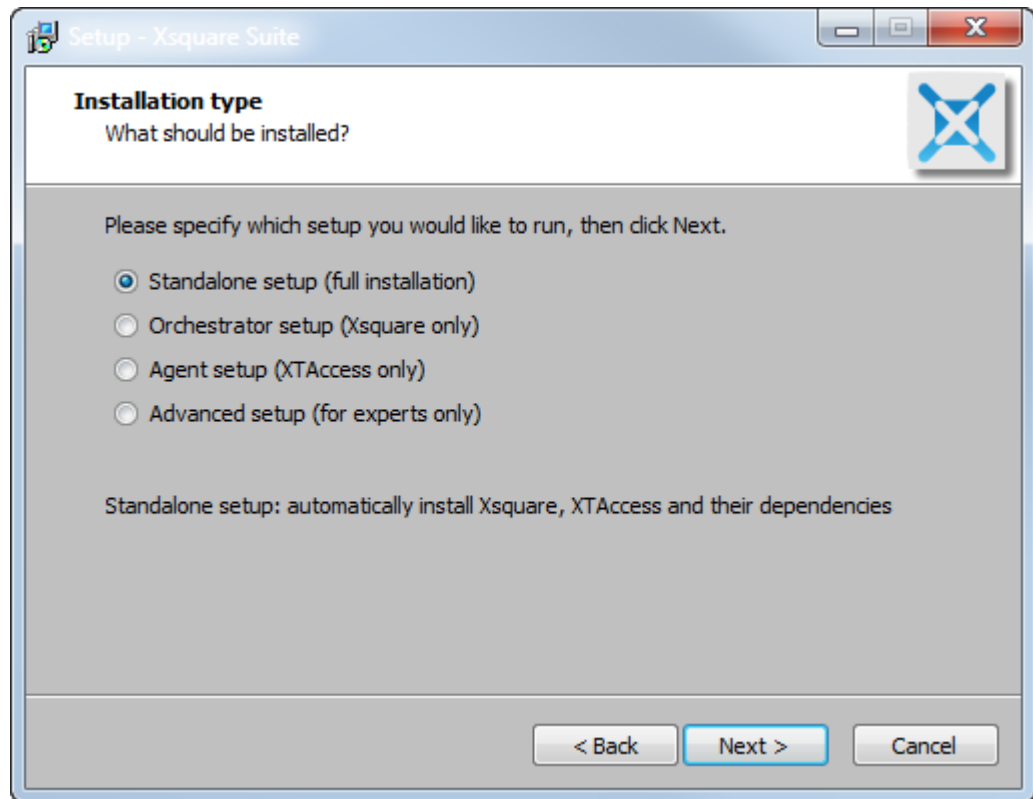 Setup - Xsquare Suite
Installation type
What should be installed?
Please specify which setup you would like to run, then click Next.
Standalone setup (full installation)
Orchestrator setup (Xsquare only)
Agent setup (XTAccess only)
Advanced setup (for experts only)
Standalone setup: automatically install Xsquare, XTAccess and their dependencies
< Back Next > Cancel